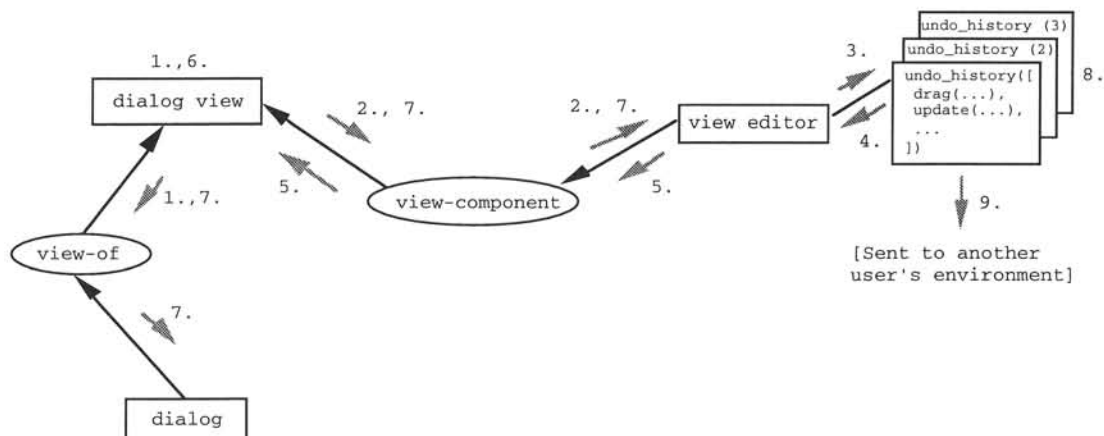 undo_history (3)
undo_history (2)
undo_history([
drag(...),
update(...),
...
])
8.
3.
4.
1.,6.
dialog view
2., 7.
5.
2., 7.
5.
view editor
view-component
1.,7.
view-of
7.
dialog
9.
[Sent to another
user's environment]